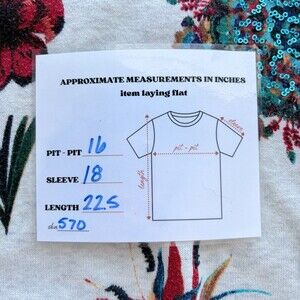 APPROXIMATE MEASUREMENTS IN INCHES
item laying flat
PIT - PIT 16
SLEEVE 18
LENGTH 22.5
sku 570
sleeve
pit - pit
length